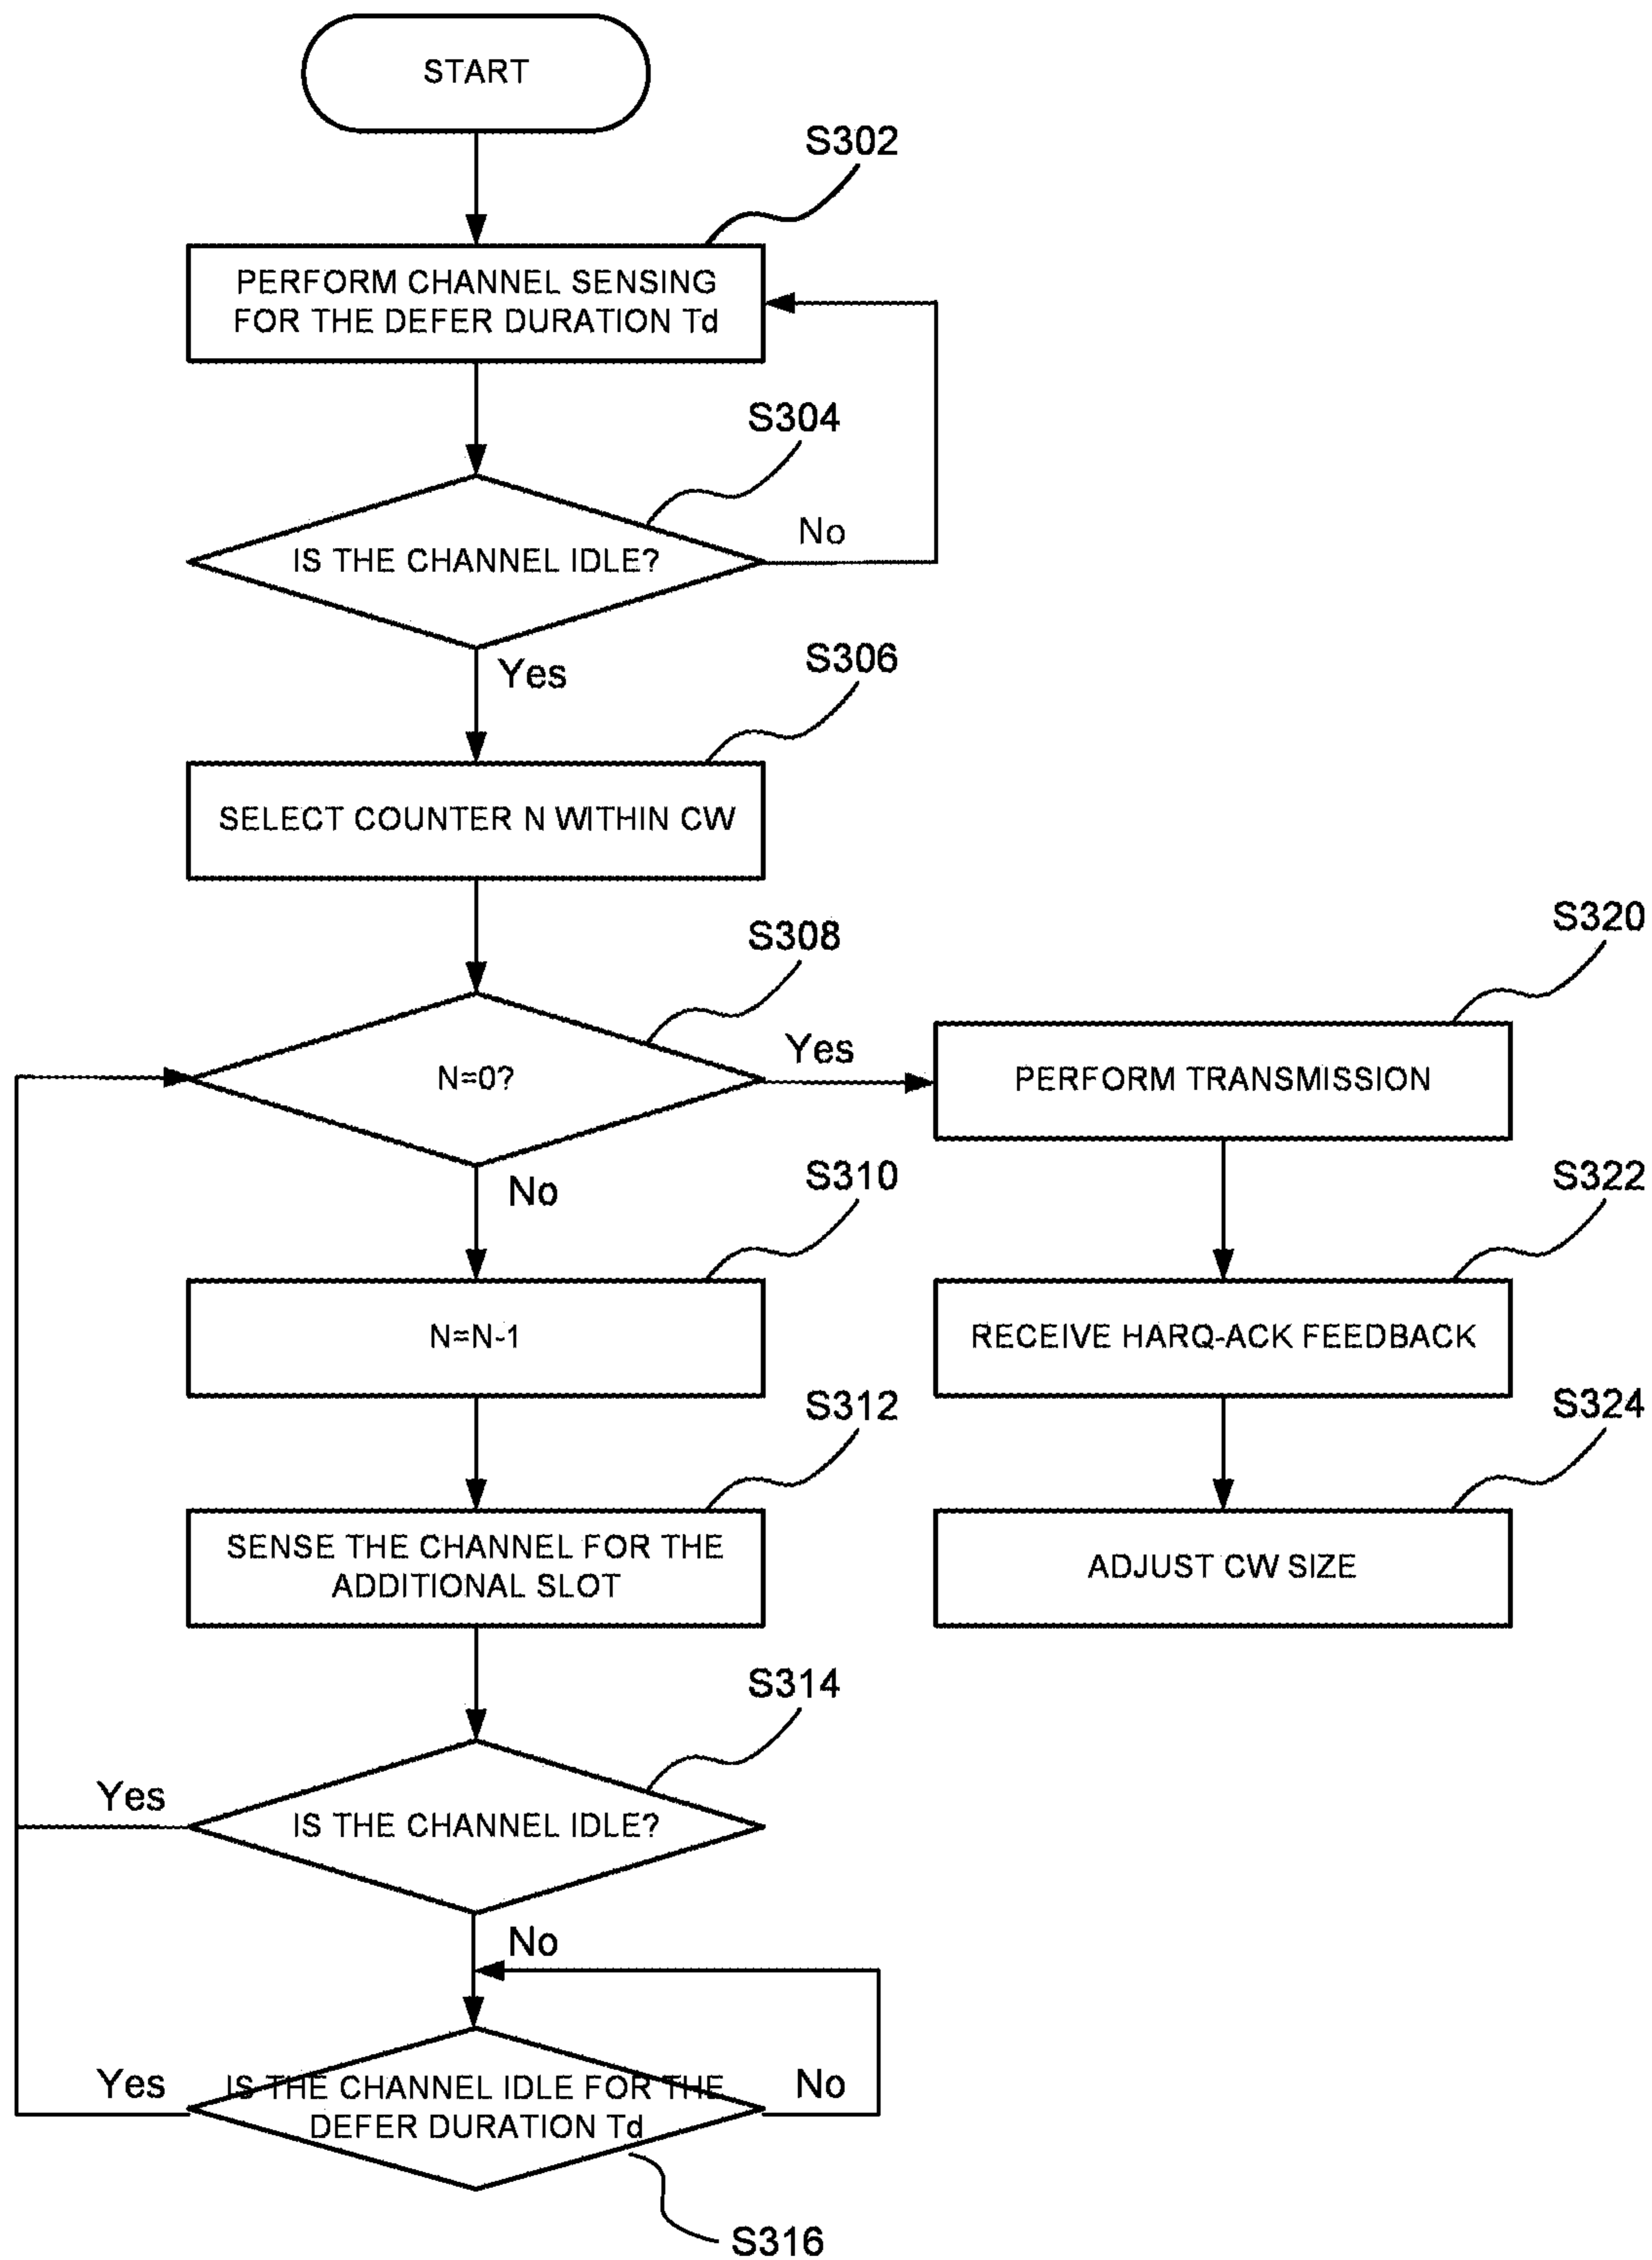 START
S302
PERFORM CHANNEL SENSING
FOR THE DEFER DURATION Td
S304
IS THE CHANNEL IDLE?
No
Yes
S306
SELECT COUNTER N WITHIN CW
S308
N=0?
Yes
No
S320
PERFORM TRANSMISSION
S310
N=N-1
S322
RECEIVE HARQ-ACK FEEDBACK
S312
SENSE THE CHANNEL FOR THE
ADDITIONAL SLOT
S324
ADJUST CW SIZE
S314
IS THE CHANNEL IDLE?
Yes
No
IS THE CHANNEL IDLE FOR THE
DEFER DURATION Td
Yes
No
S316